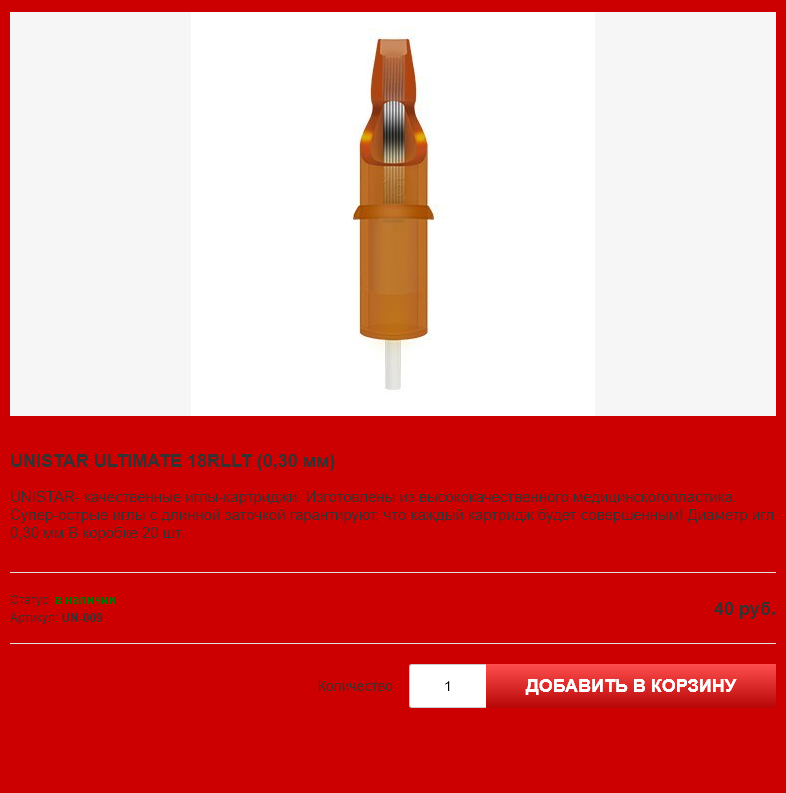 UNISTAR ULTIMATE 18RLLT (0,30 мм)
UNISTAR- качественные иглы-картриджи. Изготовлены из высококачественного медицинскогопластика.
Супер-острые иглы с длинной заточкой гарантируют, что каждый картридж будет совершенным! Диаметр игл
0,30 мм.В коробке 20 шт.
Статус: в наличии
Артикул: UN-009
40 руб.
Количество: 1 ДОБАВИТЬ В КОРЗИНУ